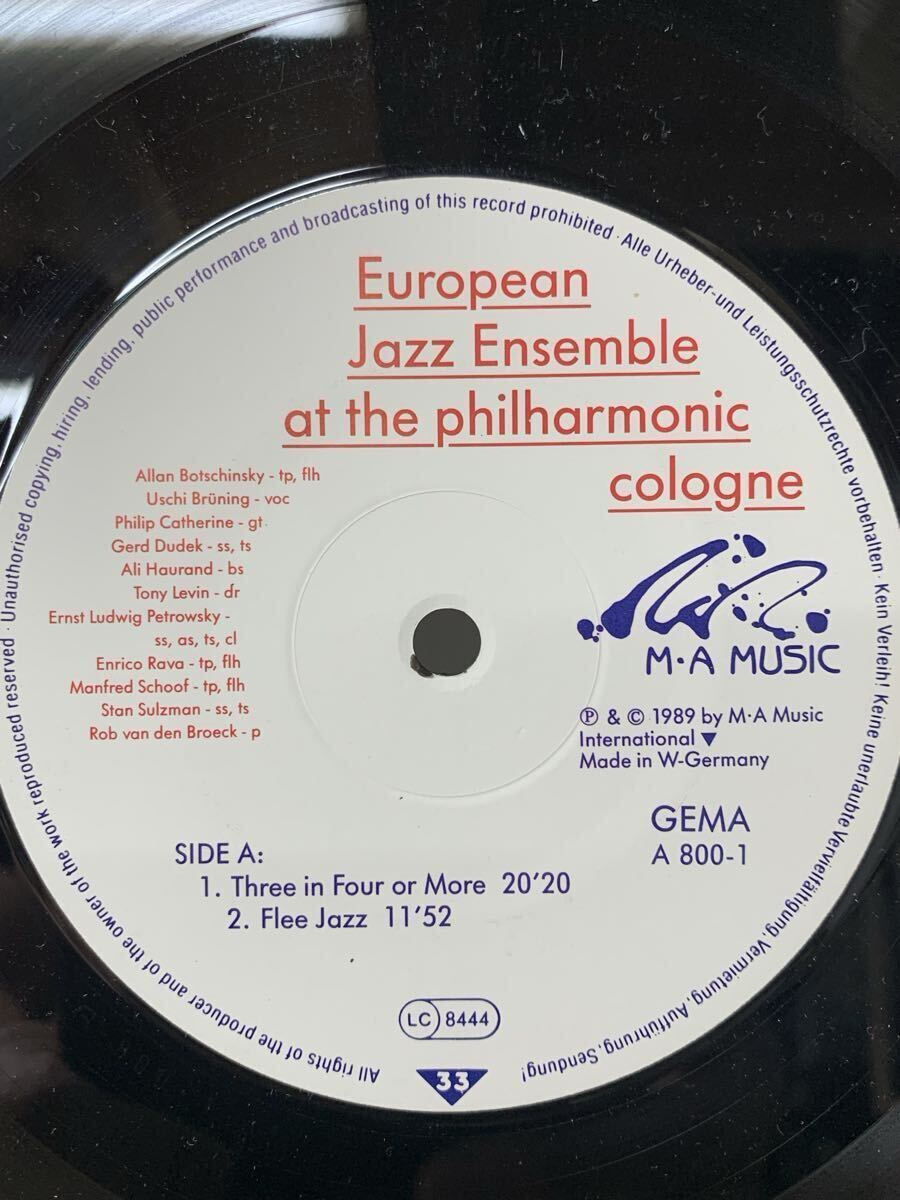 European
Jazz Ensemble
at the philharmonic
cologne
Allan Botschinsky - tp, flh
Uschi Brüning - voc
Philip Catherine - gt
Gerd Dudek - ss, ts
Ali Haurand - bs
Tony Levin - dr
Ernst Ludwig Petrowsky -
ss, as, ts, cl
Enrico Rava - tp, flh
Manfred Schoof - tp, flh
Stan Sulzman - ss, ts
Rob van den Broeck - p
M·A MUSIC
℗ & © 1989 by M·A Music
International ▼
Made in W-Germany
GEMA
A 800-1
SIDE A:
1. Three in Four or More 20'20
2. Flee Jazz 11'52
LC 8444
33
All rights of the producer and of the owner of the work reproduced reserved · Unauthorised copying, hiring, lending, public performance and broadcasting of this record prohibited · Alle Urheber-und Leistungsschutzrechte vorbehalten · Kein Verleih! Keine unerlaubte Vervielfältigung, Vermietung, Aufführung, Sendung!